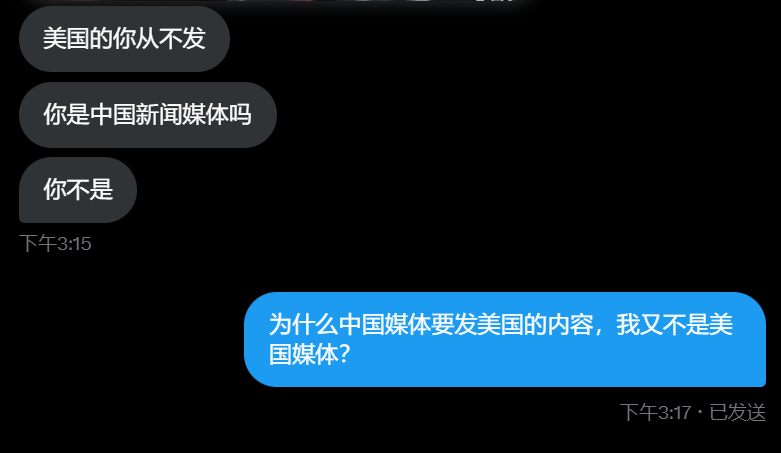 美国的你从不发
你是中国新闻媒体吗
你不是
下午3:15
为什么中国媒体要发美国的内容，我又不是美
国媒体？
下午3:17 · 已发送